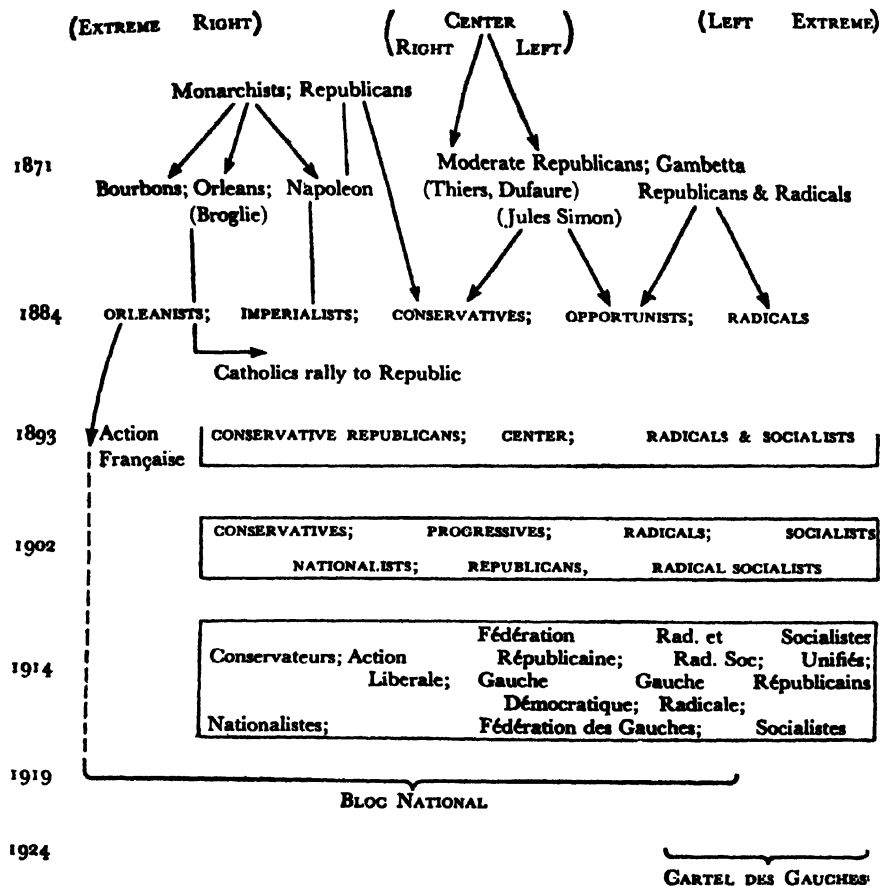 (EXTREME RIGHT) (CENTER (LEFT EXTREME)
RIGHT LEFT)
Monarchists; Republicans
1871 Moderate Republicans; Gambetta
Bourbons; Orleans; Napoleon (Thiers, Dufaure) Republicans & Radicals
(Broglie) (Jules Simon)
1884 ORLEANISTS; IMPERIALISTS; CONSERVATIVES; OPPORTUNISTS; RADICALS
Catholics rally to Republic
1893 Action CONSERVATIVE REPUBLICANS; CENTER; RADICALS & SOCIALISTS
Française
CONSERVATIVES; PROGRESSIVES; RADICALS; SOCIALISTS
1902
NATIONALISTS; REPUBLICANS, RADICAL SOCIALISTS
Fédération Rad. et Socialistes
Conservateurs; Action Républicaine; Rad. Soc; Unifiés;
1914
Liberale; Gauche Gauche Républicains
Démocratique; Radicale;
Nationalistes; Fédération des Gauches; Socialistes
1919
BLOC NATIONAL
1924
GARTEL DES GAUCHES